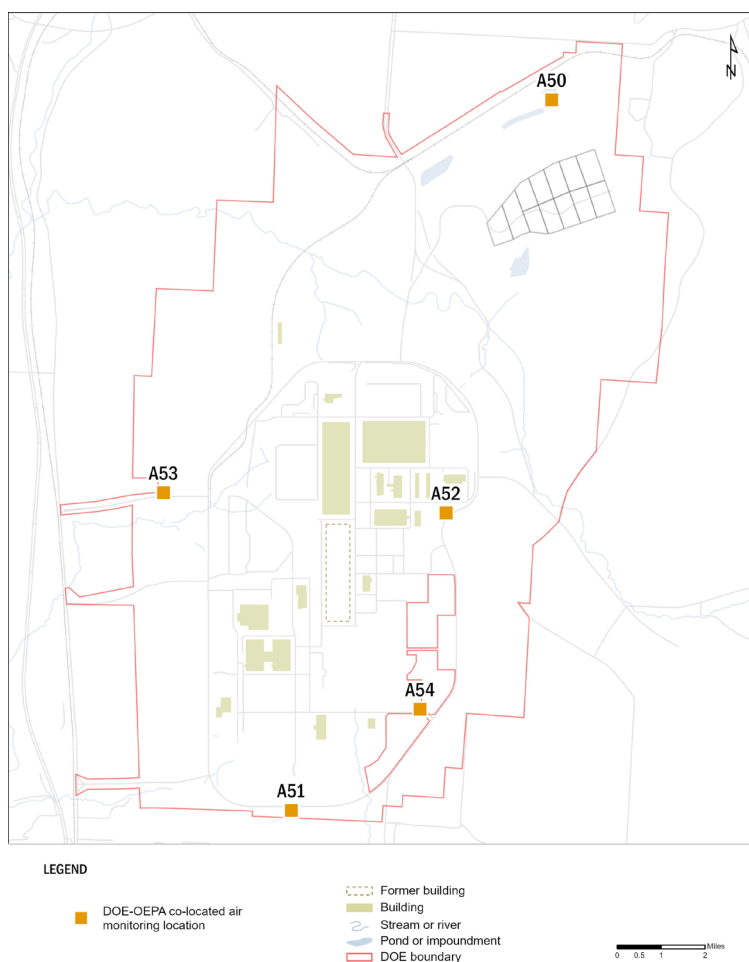 A50
N
A53
A52
A54
A51
LEGEND
DOE-OEPA co-located air
monitoring location
Former building
Building
Stream or river
Pond or impoundment
DOE boundary
Miles
0 0.5 1 2